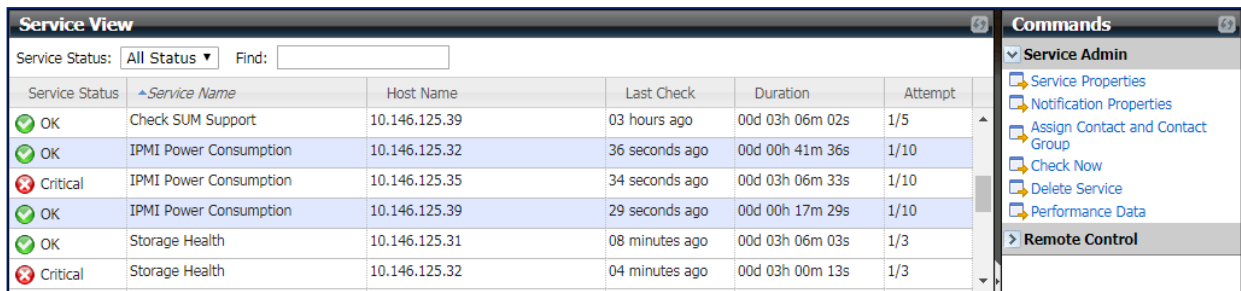 Service View
Service Status: All Status Find:
Service Status Service Name Host Name Last Check Duration Attempt
OK Check SUM Support 10.146.125.39 03 hours ago 00d 03h 06m 02s 1/5
OK IPMI Power Consumption 10.146.125.32 36 seconds ago 00d 00h 41m 36s 1/10
Critical IPMI Power Consumption 10.146.125.35 34 seconds ago 00d 03h 06m 33s 1/10
OK IPMI Power Consumption 10.146.125.39 29 seconds ago 00d 00h 17m 29s 1/10
OK Storage Health 10.146.125.31 08 minutes ago 00d 03h 06m 03s 1/3
Critical Storage Health 10.146.125.32 04 minutes ago 00d 03h 00m 13s 1/3
Commands
Service Admin
Service Properties
Notification Properties
Assign Contact and Contact
Group
Check Now
Delete Service
Performance Data
Remote Control